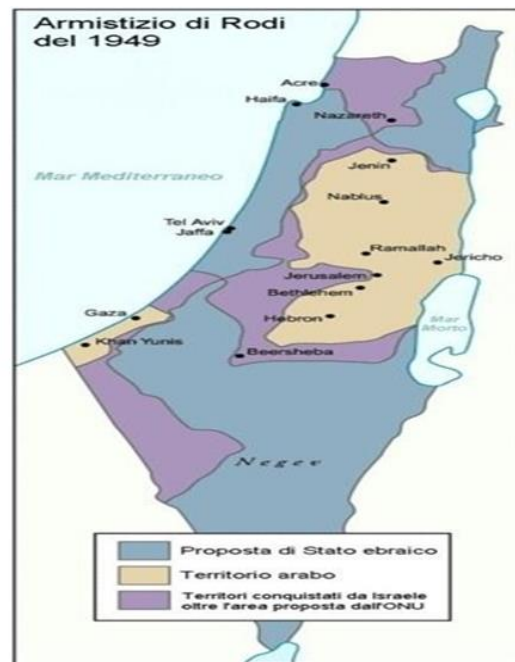 Armistizio di Rodi
del 1949
Acre
Haifa
Nazareth
Mar Mediterraneo
Jenin
Nablus
Tel Aviv
Jaffa
Ramallah
Jericho
Jerusalem
Bethlehem
Gaza
Hebron
Mar
Morto
Khan Yunis
Beersheba
Negev
Proposta di Stato ebraico
Territorio arabo
Territori conquistati da Israele
oltre l'area proposta dall'ONU